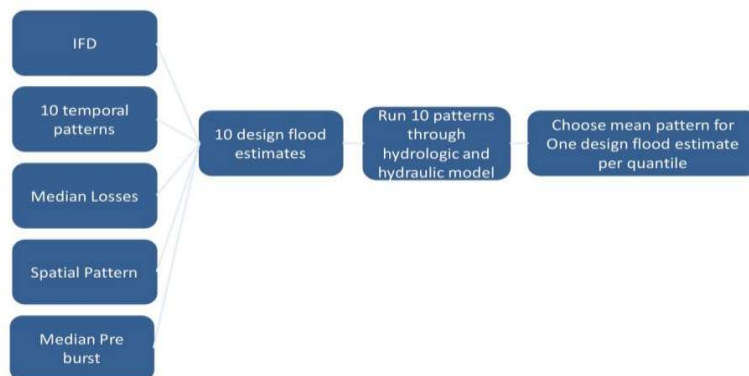 IFD
10 temporal
patterns
Median Losses
Spatial Pattern
Median Pre
burst
10 design flood
estimates
Run 10 patterns
through
hydrologic and
hydraulic model
Choose mean pattern for
One design flood estimate
per quantile